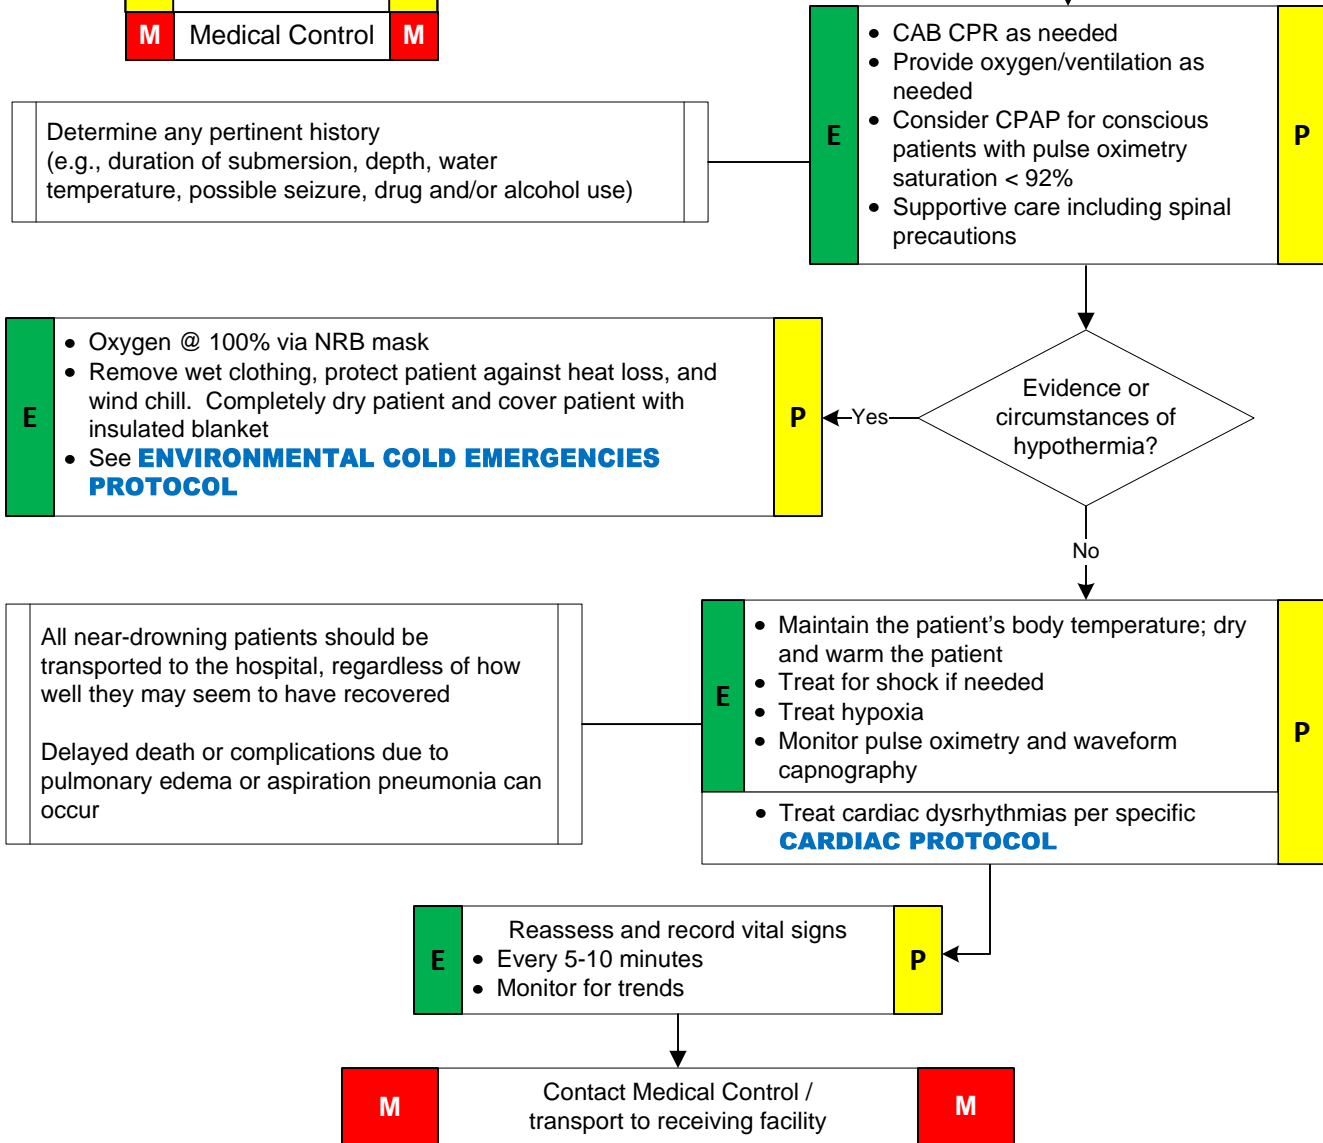 M Medical Control M
• CAB CPR as needed
• Provide oxygen/ventilation as
needed
• Consider CPAP for conscious
patients with pulse oximetry
saturation < 92%
• Supportive care including spinal
precautions
E
P
Determine any pertinent history
(e.g., duration of submersion, depth, water
temperature, possible seizure, drug and/or alcohol use)
E
• Oxygen @ 100% via NRB mask
• Remove wet clothing, protect patient against heat loss, and
wind chill.  Completely dry patient and cover patient with
insulated blanket
• See ENVIRONMENTAL COLD EMERGENCIES
PROTOCOL
P
Yes
Evidence or
circumstances of
hypothermia?
No
All near-drowning patients should be
transported to the hospital, regardless of how
well they may seem to have recovered
Delayed death or complications due to
pulmonary edema or aspiration pneumonia can
occur
E
• Maintain the patient’s body temperature; dry
and warm the patient
• Treat for shock if needed
• Treat hypoxia
• Monitor pulse oximetry and waveform
capnography
• Treat cardiac dysrhythmias per specific
CARDIAC PROTOCOL
P
E
Reassess and record vital signs
• Every 5-10 minutes
• Monitor for trends
P
M
Contact Medical Control /
transport to receiving facility
M